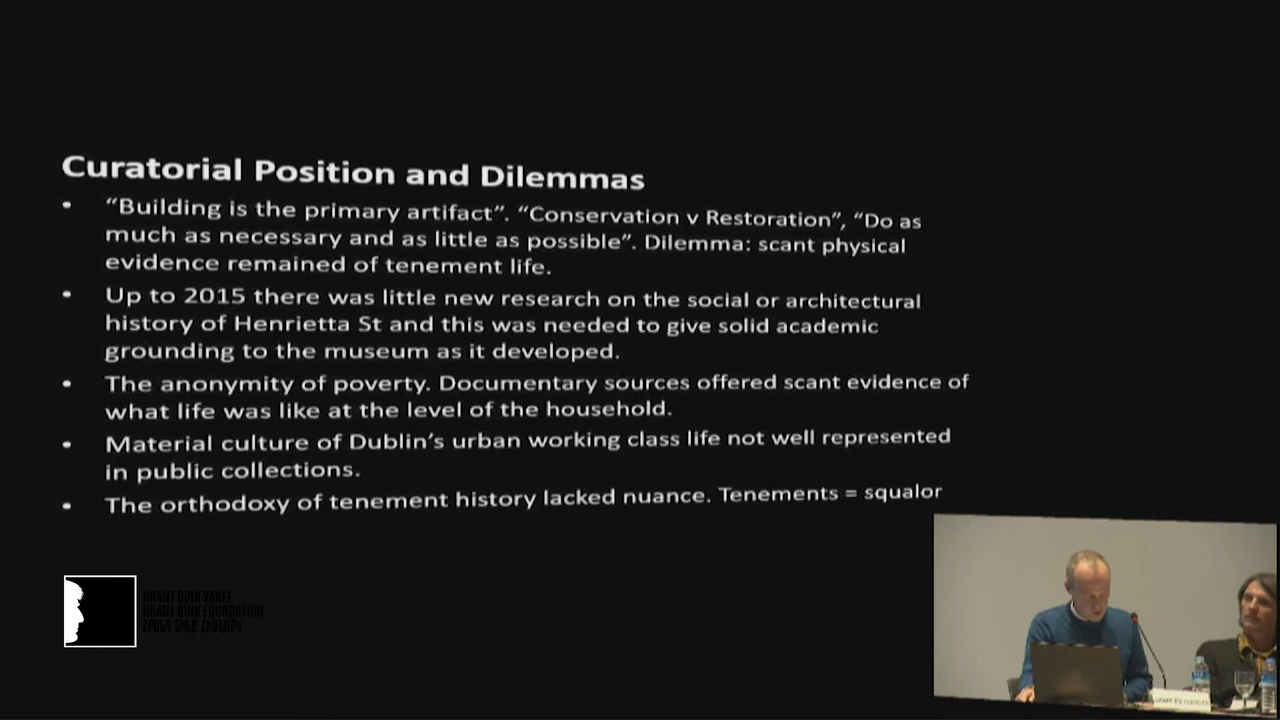 Curatorial Position and Dilemmas
• “Building is the primary artifact”. “Conservation v Restoration”, “Do as
much as necessary and as little as possible”. Dilemma: scant physical
evidence remained of tenement life.
• Up to 2015 there was little new research on the social or architectural
history of Henrietta St and this was needed to give solid academic
grounding to the museum as it developed.
• The anonymity of poverty. Documentary sources offered scant evidence of
what life was like at the level of the household.
• Material culture of Dublin’s urban working class life not well represented
in public collections.
• The orthodoxy of tenement history lacked nuance. Tenements = squalor
HRANT DINK VAKFI
HRANT DINK FOUNDATION